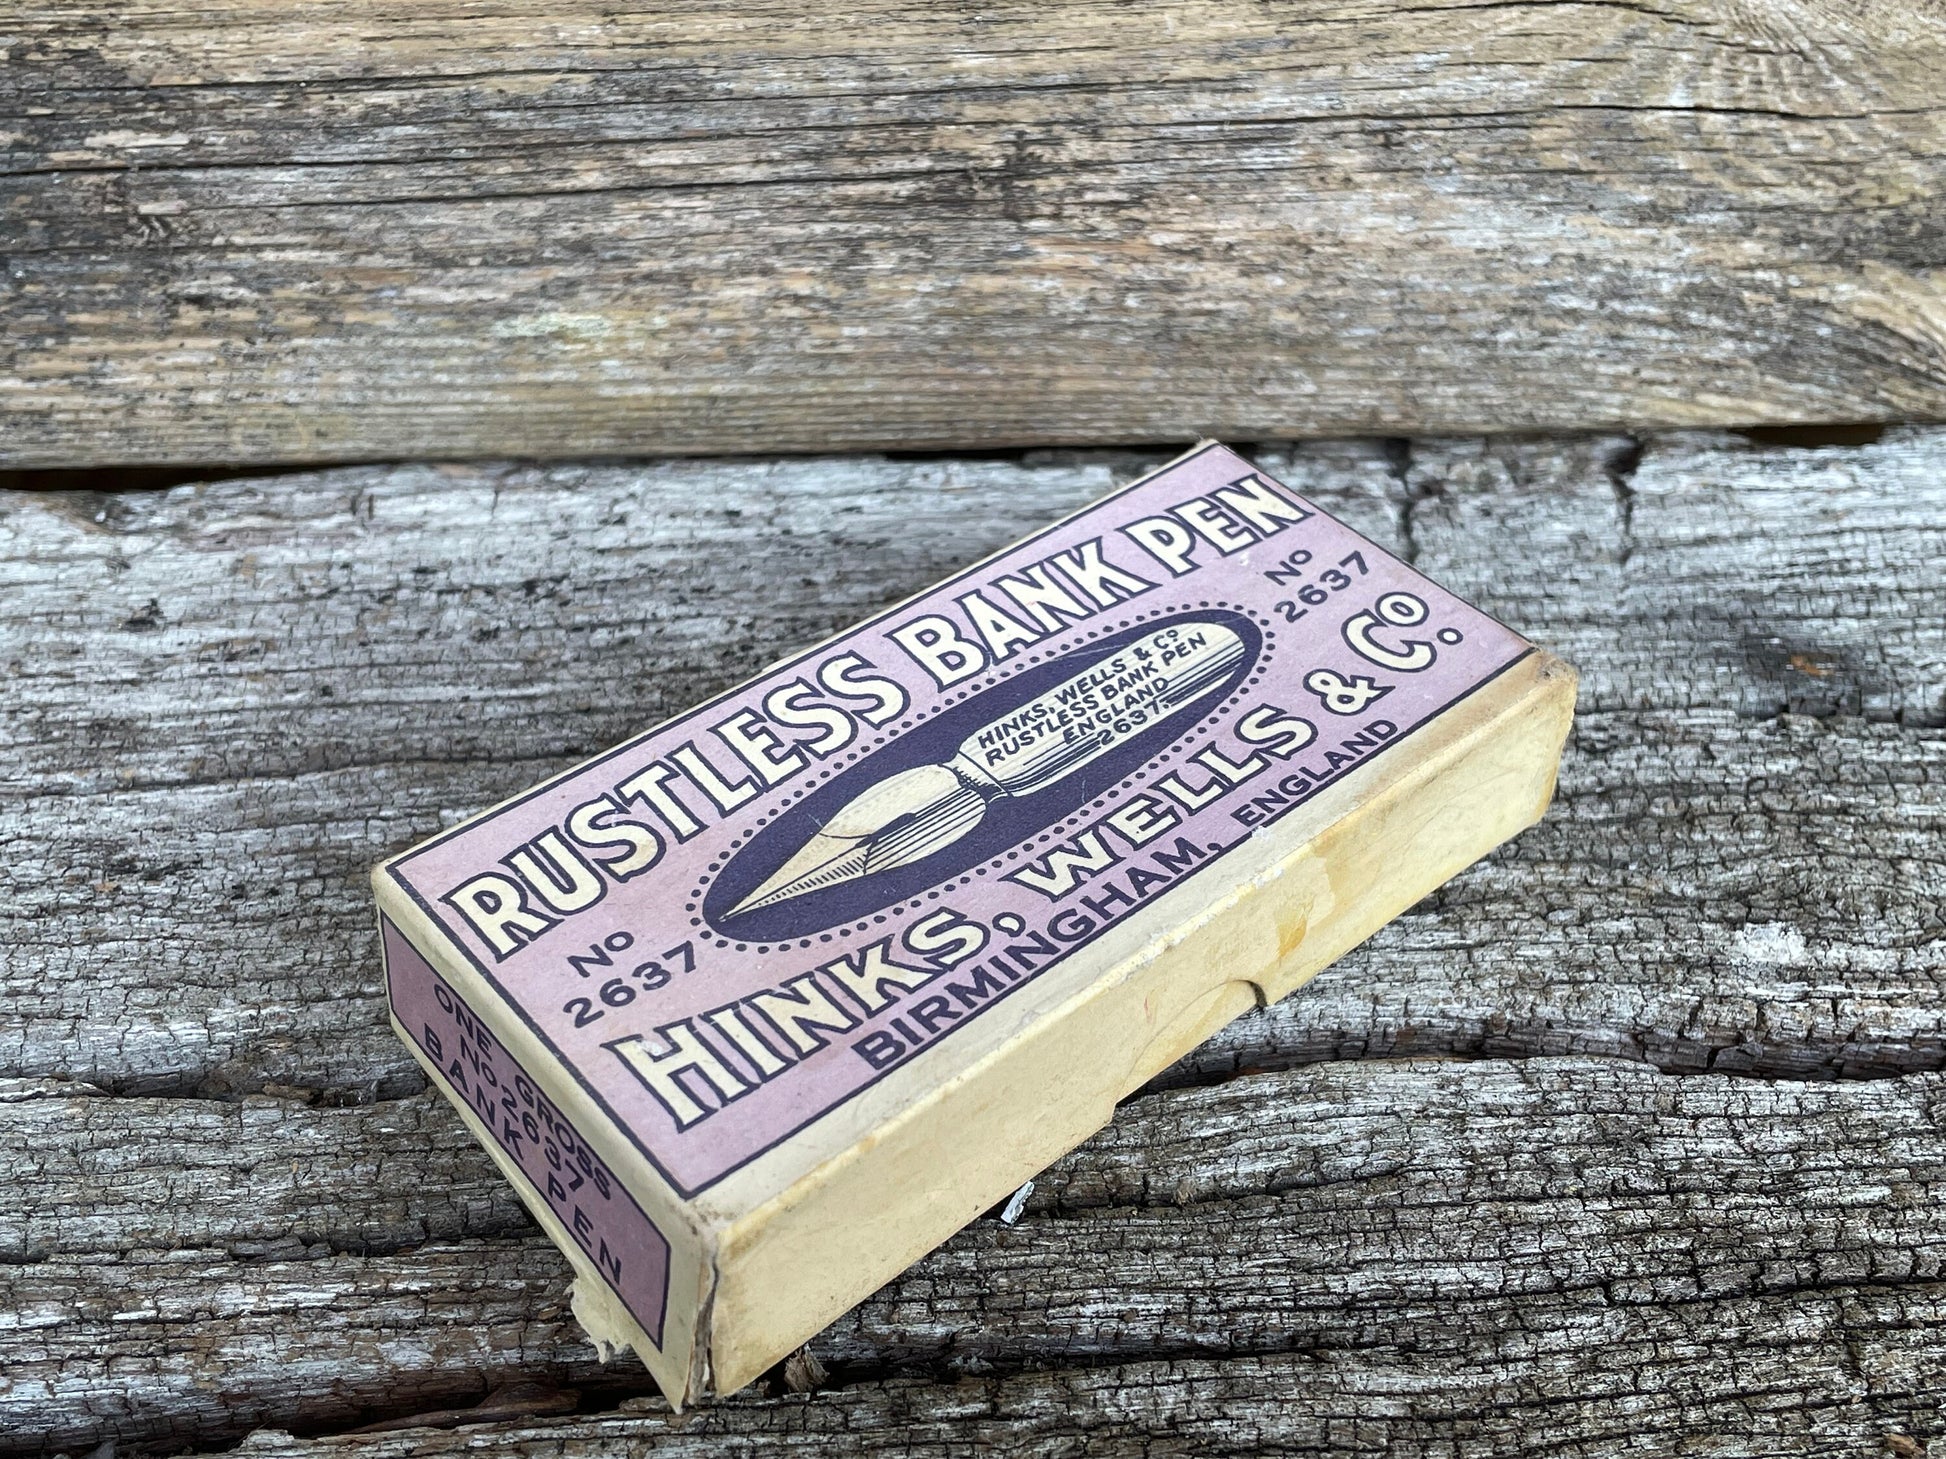 RUSTLESS BANK PEN
No
2637
HINKS, WELLS & Co
RUSTLESS BANK PEN
ENGLAND
2637.
No
2637
HINKS, WELLS & Co.
BIRMINGHAM, ENGLAND
ONE GROSS
No. 2637
BANK PEN